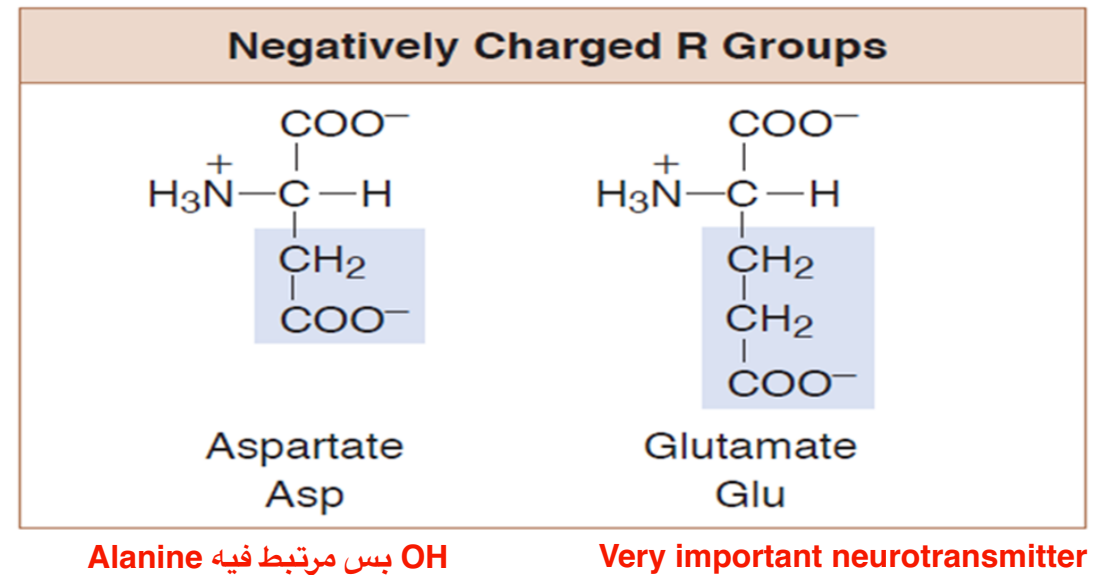 Negatively Charged R Groups
COO⁻
H₃N⁺—C—H
CH₂
COO⁻
Aspartate
Asp
COO⁻
H₃N⁺—C—H
CH₂
CH₂
COO⁻
Glutamate
Glu
Alanine بس مرتبط فيه OH
Very important neurotransmitter